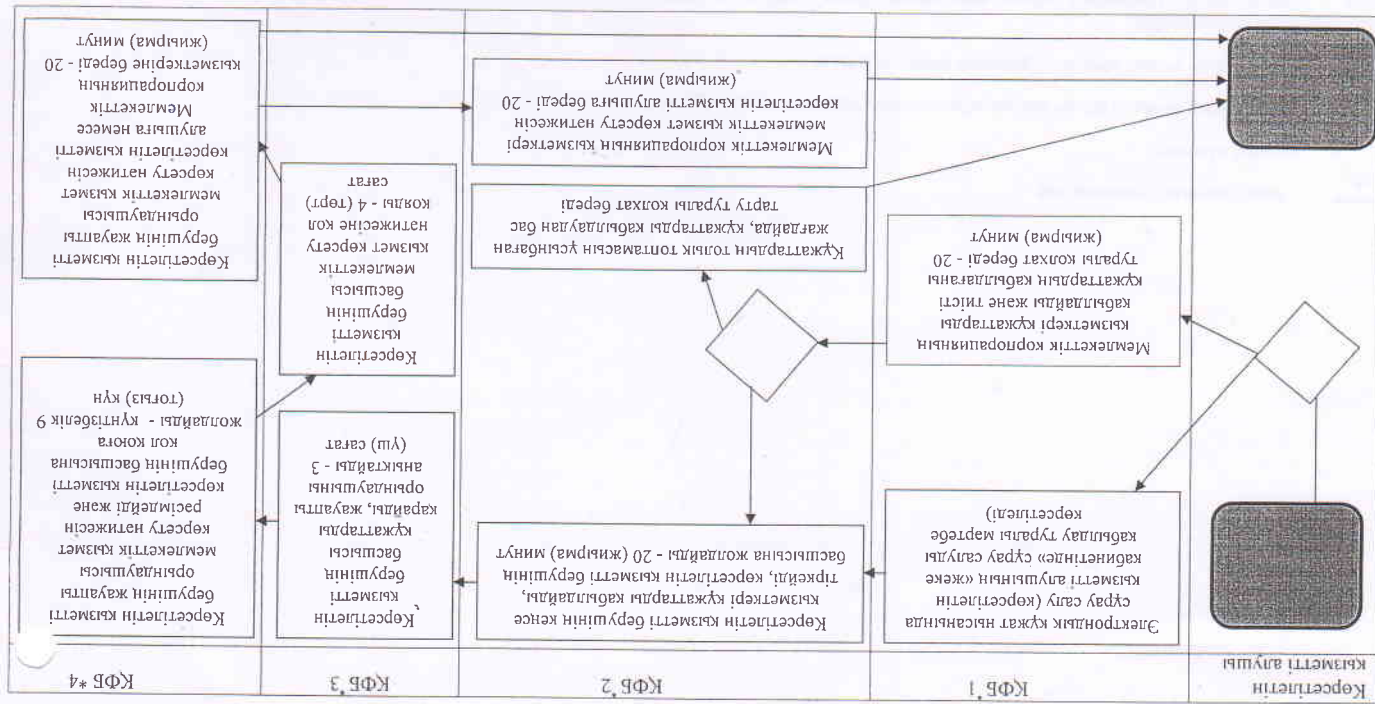 Көрсетілетін
қызметті алушы
ҚФБ*1
ҚФБ*2
ҚФБ*3
ҚФБ *4
Электрондық құжат нысанында
сұрау салу (көрсетілетін
қызметті алушының «жеке
кабинетінде» сұрау салуды
қабылдау туралы мәртебе
көрсетіледі)
Көрсетілетін қызметті берушінің кеңсе
қызметкері құжаттарды қабылдайды,
тіркейді, көрсетілетін қызметті берушінің
басшысына жолдайды - 20 (жиырма) минут
Көрсетілетін
қызметті
берушінің
басшысы
құжаттарды
қарайды, жауапты
орындаушыны
анықтайды - 3
(үш) сағат
Көрсетілетін қызметті
берушінің жауапты
орындаушысы
мемлекеттік қызмет
көрсету нәтижесін
рәсімдейді және
көрсетілетін қызметті
берушінің басшысына
қол қоюға
жолдайды - күнтізбелік 9
(тоғыз) күн
Мемлекеттік корпорацияның
қызметкері құжаттарды
қабылдайды және тиісті
құжаттардың қабылдағаны
туралы қолхат береді - 20
(жиырма) минут
Құжаттардың толық топтамасын ұсынбаған
жағдайда, құжаттарды қабылдаудан бас
тарту туралы қолхат береді
Мемлекеттік корпорацияның қызметкері
мемлекеттік қызмет көрсету нәтижесін
көрсетілетін қызметті алушыға береді - 20
(жиырма) минут
Көрсетілетін
қызметті
берушінің
басшысы
мемлекеттік
қызмет көрсету
нәтижесіне қол
қояды - 4 (төрт)
сағат
Көрсетілетін қызметті
берушінің жауапты
орындаушысы
мемлекеттік қызмет
көрсету нәтижесін
көрсетілетін қызметті
алушыға немесе
Мемлекеттік
корпорацияның
қызметкеріне береді - 20
(жиырма) минут